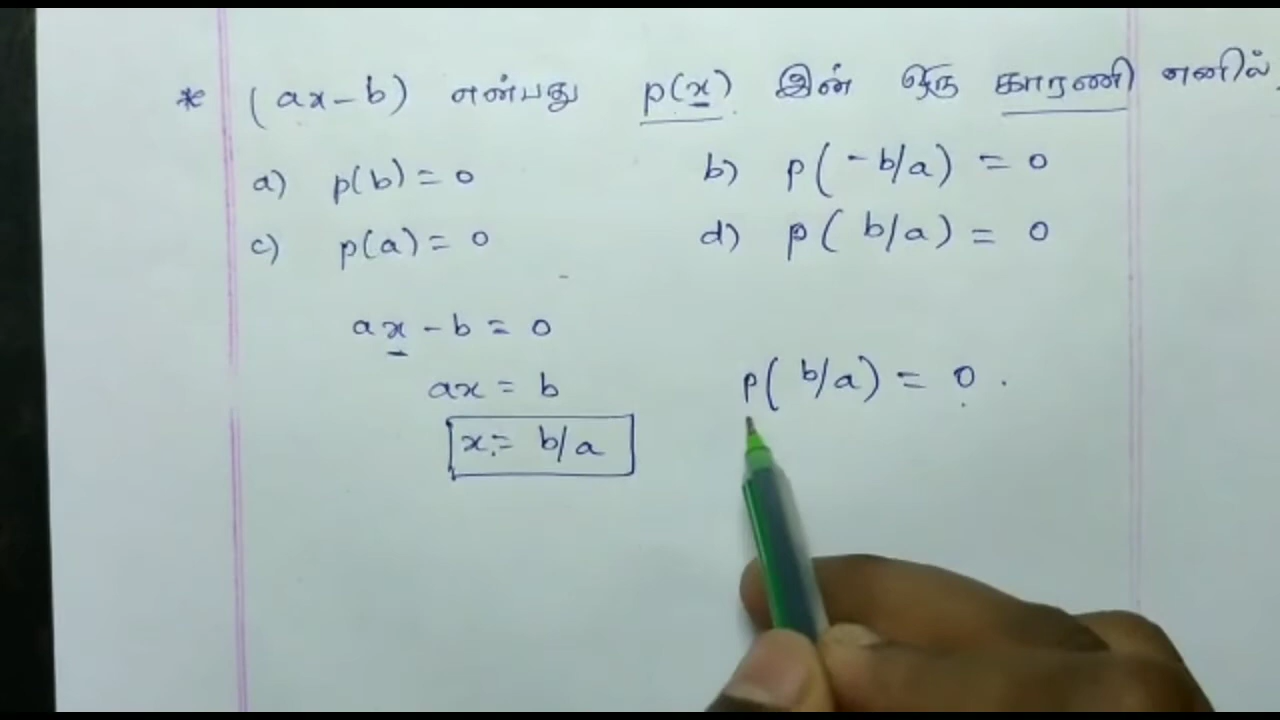 * (ax-b) என்பது p(x) இன் ஒரு காரணி எனில்,
a) p(b) = 0 b) p(-b/a) = 0
c) p(a) = 0 d) p( b/a) = 0
ax - b = 0
ax = b p( b/a) = 0 .
x = b/a